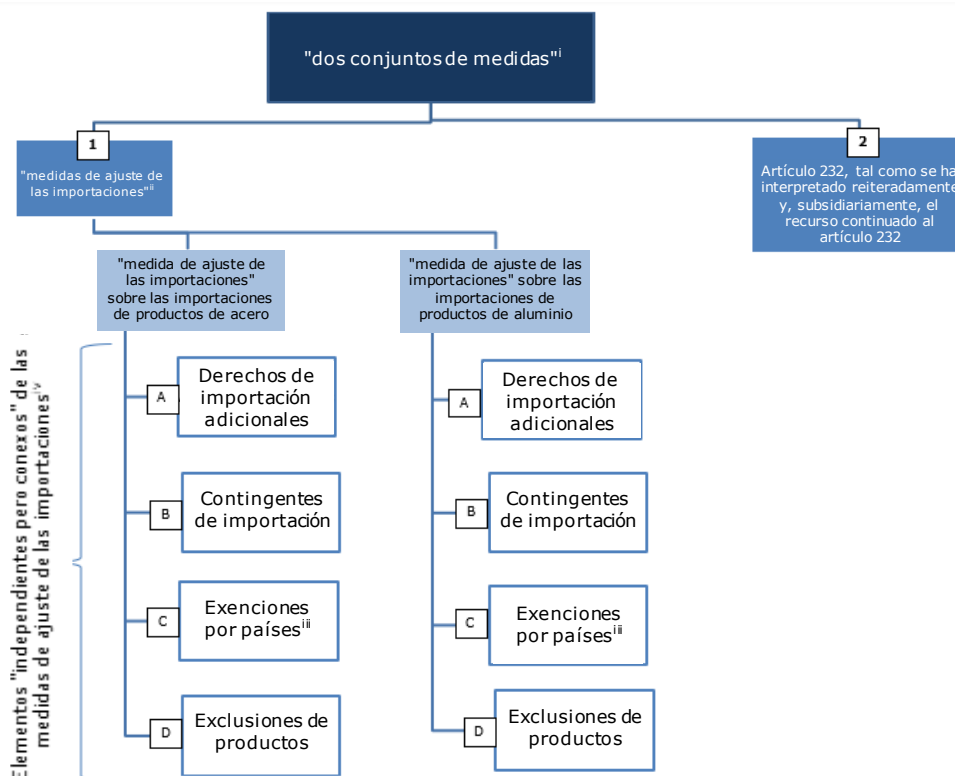 "dos conjuntos de medidas"i
1
"medidas de ajuste de
las importaciones"ii
2
Artículo 232, tal como se ha
interpretado reiteradamente
y, subsidiariamente, el
recurso continuado al
artículo 232
"medida de ajuste de
las importaciones"
sobre las importaciones
de productos de acero
"medida de ajuste de las
importaciones" sobre las
importaciones de
productos de aluminio
Elementos "independientes pero conexos" de las
medidas de ajuste de las importacionesiv
A
Derechos de
importación
adicionales
B
Contingentes
de importación
C
Exenciones
por paísesiii
D
Exclusiones de
productos
A
Derechos de
importación
adicionales
B
Contingentes
de importación
C
Exenciones
por paísesiii
D
Exclusiones de
productos